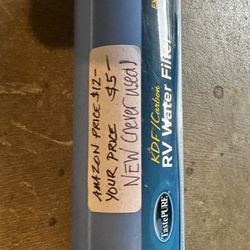 AMAZON PRICE $12-
YOUR PRICE $5-
NEW (never used)
KDF/Carbon
RV Water Filter
TastePURE